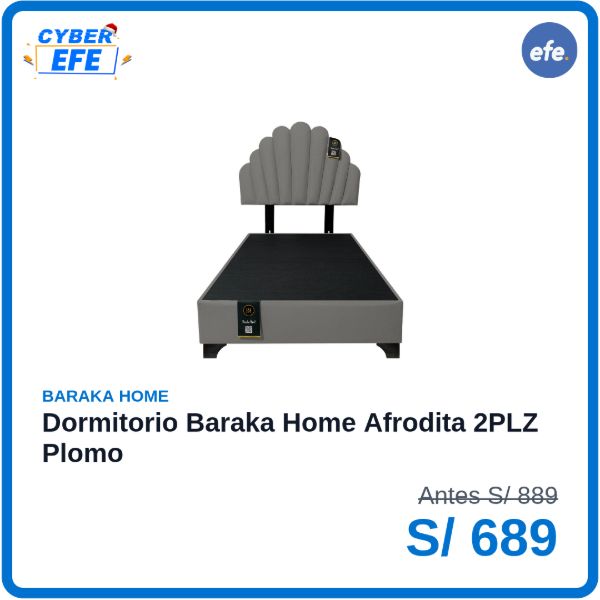 CYBER
EFE
efe.
BARAKA HOME
Dormitorio Baraka Home Afrodita 2PLZ
Plomo
Antes S/ 889
S/ 689